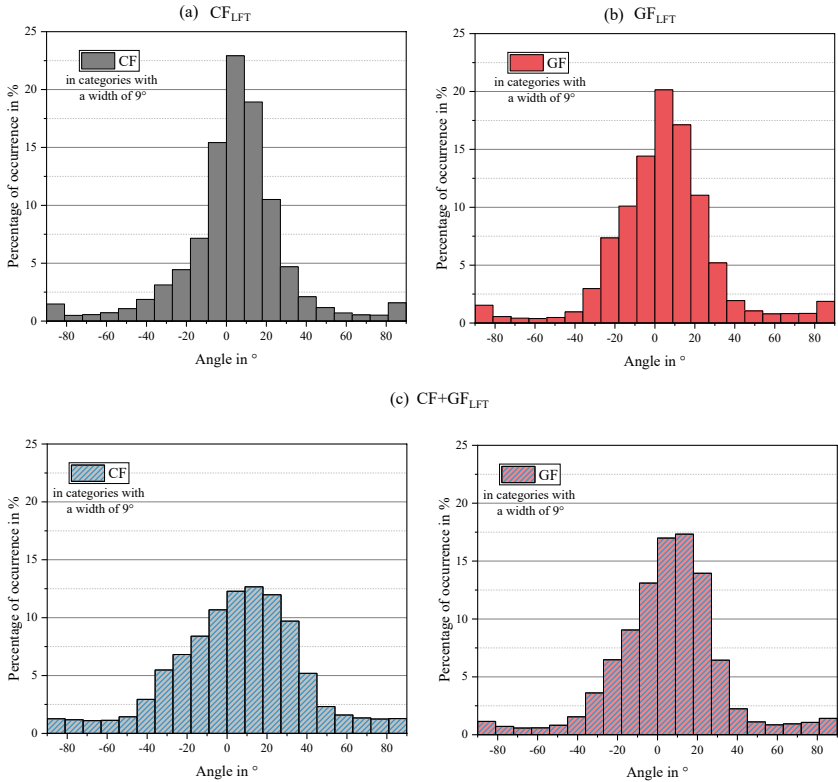 (a) CF_LFT
Percentage of occurrence in %
25
20
15
10
5
0
CF
in categories with
a width of 9°
-80 -60 -40 -20 0 20 40 60 80
Angle in °
(b) GF_LFT
Percentage of occurrence in %
25
20
15
10
5
0
GF
in categories with
a width of 9°
-80 -60 -40 -20 0 20 40 60 80
Angle in °
(c) CF+GF_LFT
Percentage of occurrence in %
25
20
15
10
5
0
CF
in categories with
a width of 9°
-80 -60 -40 -20 0 20 40 60 80
Angle in °
Percentage of occurrence in %
25
20
15
10
5
0
GF
in categories with
a width of 9°
-80 -60 -40 -20 0 20 40 60 80
Angle in °